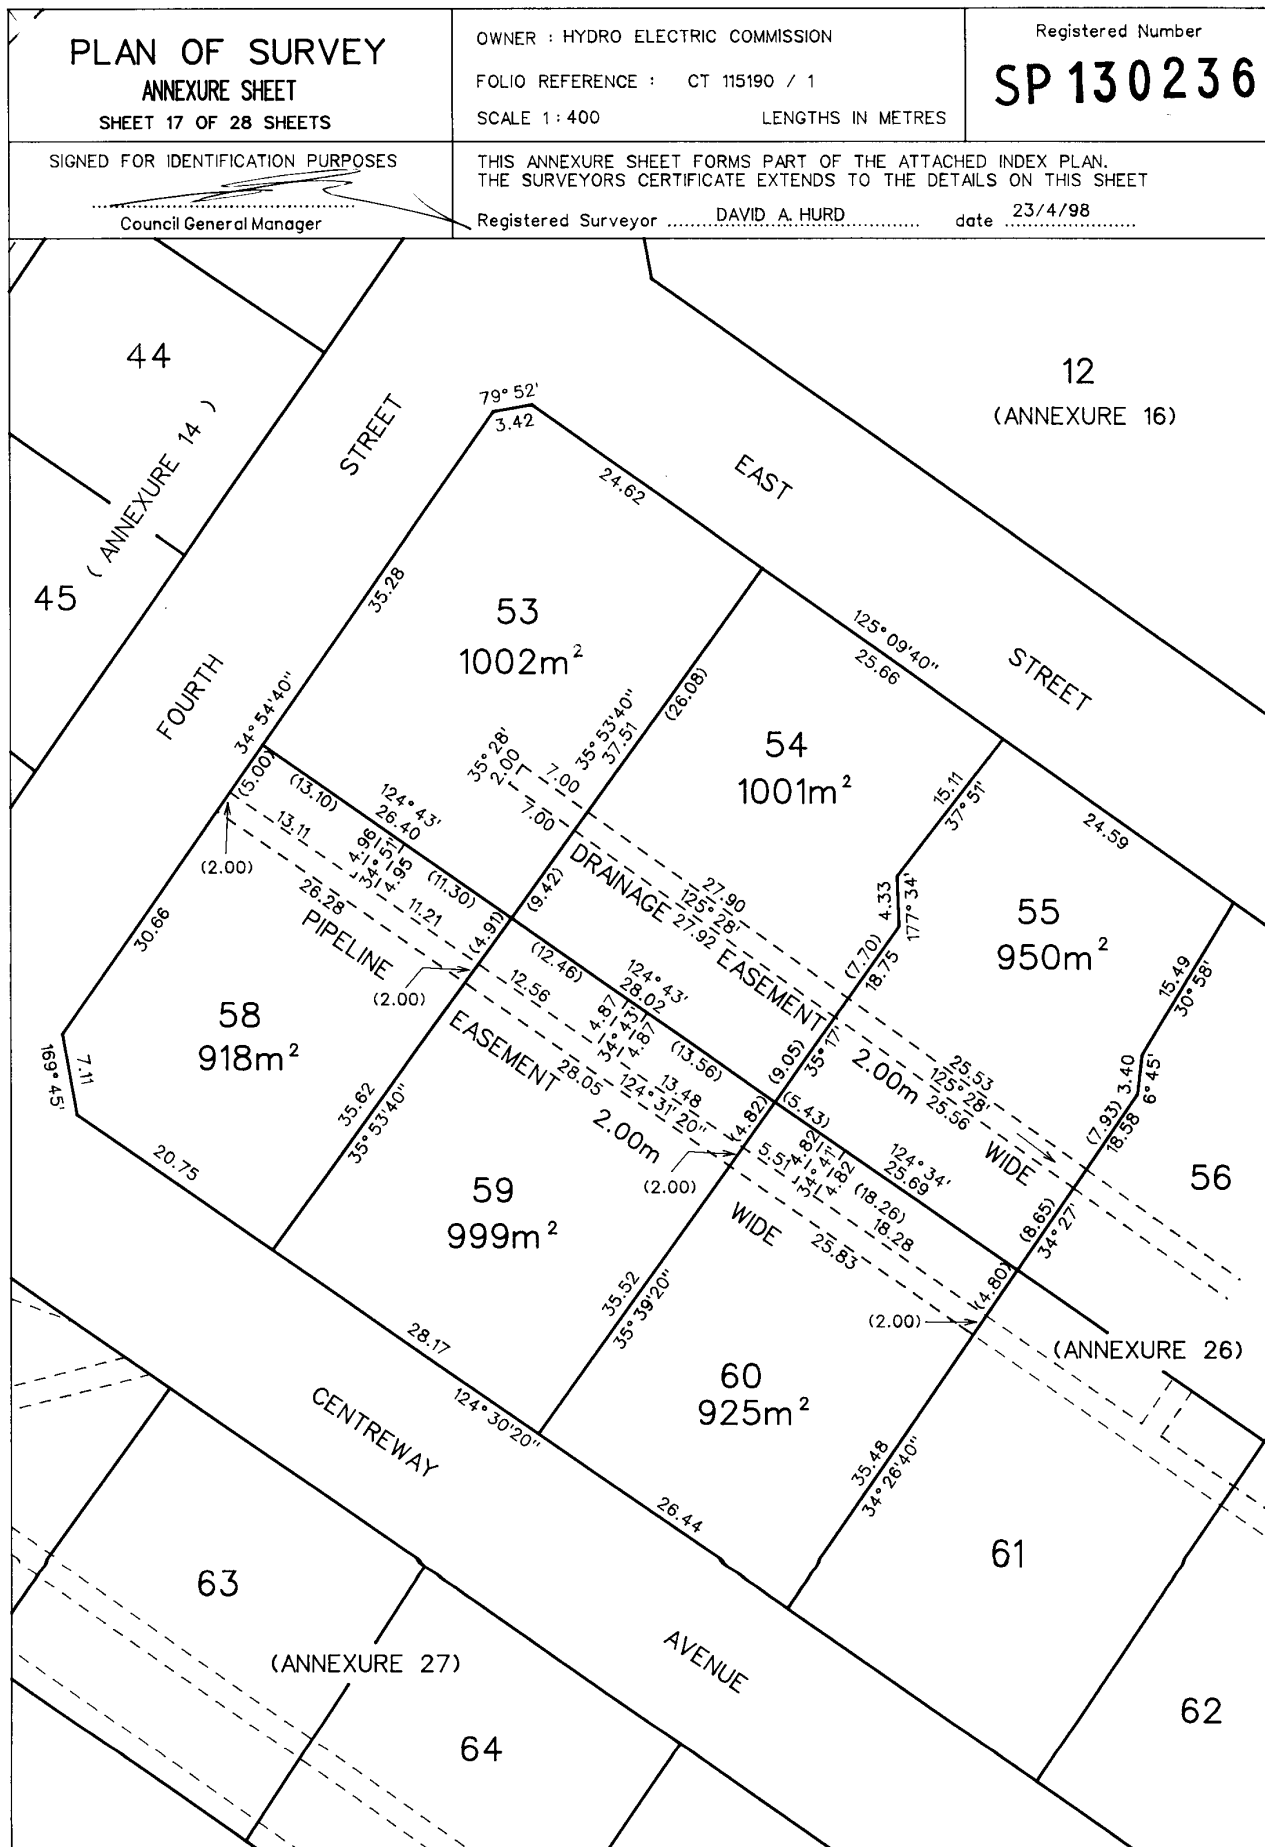 PLAN OF SURVEY
ANNEXURE SHEET
SHEET 17 OF 28 SHEETS
OWNER : HYDRO ELECTRIC COMMISSION
FOLIO REFERENCE : CT 115190 / 1
SCALE 1 : 400 LENGTHS IN METRES
Registered Number
SP 130236
SIGNED FOR IDENTIFICATION PURPOSES
Council General Manager
THIS ANNEXURE SHEET FORMS PART OF THE ATTACHED INDEX PLAN.
THE SURVEYORS CERTIFICATE EXTENDS TO THE DETAILS ON THIS SHEET
Registered Surveyor DAVID A. HURD date 23/4/98
44
( ANNEXURE 14 )
45
FOURTH
STREET
12
(ANNEXURE 16)
EAST
STREET
79° 52'
3.42
24.62
35.28
34° 54'40"
53
1002m²
125° 09'40"
25.66
(26.08)
35° 53'40"
37.51
35° 28'
2.00
7.00
7.00
54
1001m²
15.11
37° 51'
24.59
4.33
177° 34'
55
950m²
15.49
30° 58'
3.40
6° 45'
56
(5.00)
(13.10)
124° 43'
26.40
(11.30)
13.11
4.96
34° 51'
4.95
11.21
(2.00)
26.28
PIPELINE
(9.42)
(4.91)
(2.00)
DRAINAGE
27.90
125° 28'
27.92
EASEMENT
(7.70)
18.75
35° 17'
(9.05)
2.00m
25.53
125° 28'
25.56
WIDE
(7.93)
18.58
34° 27'
(8.65)
30.66
58
918m²
7.11
169° 45'
20.75
35.62
35° 53'40"
(12.46)
124° 43'
28.02
(13.56)
12.56
4.87
34° 43'
4.87
13.48
EASEMENT
28.05
124° 31'20"
2.00m
(4.82)
(2.00)
59
999m²
28.17
124° 30'20"
35.52
35° 39'20"
(5.43)
124° 34'
25.69
(18.26)
5.51
4.82
34° 41'
4.82
18.28
WIDE
25.83
(4.80)
(2.00)
60
925m²
26.44
35.48
34° 26'40"
(ANNEXURE 26)
CENTREWAY
AVENUE
61
62
63
(ANNEXURE 27)
64